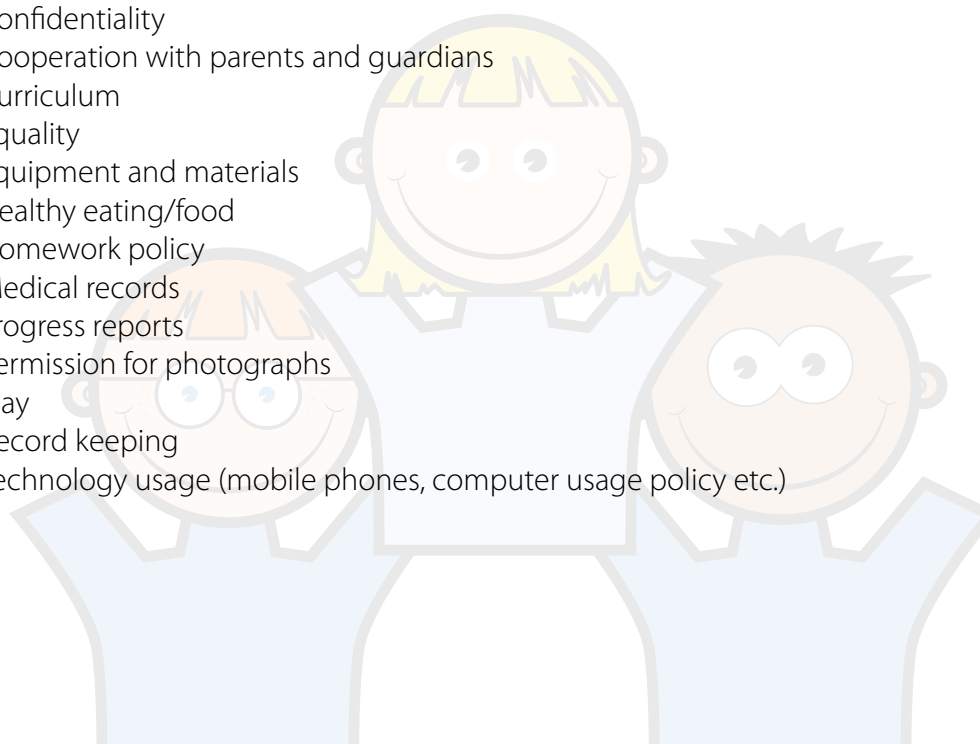 onfidentiality
ooperation with parents and guardians
urriculum
quality
quipment and materials
ealthy eating/food
omework policy
edical records
rogress reports
ermission for photographs
ay
ecord keeping
echnology usage (mobile phones, computer usage policy etc.)